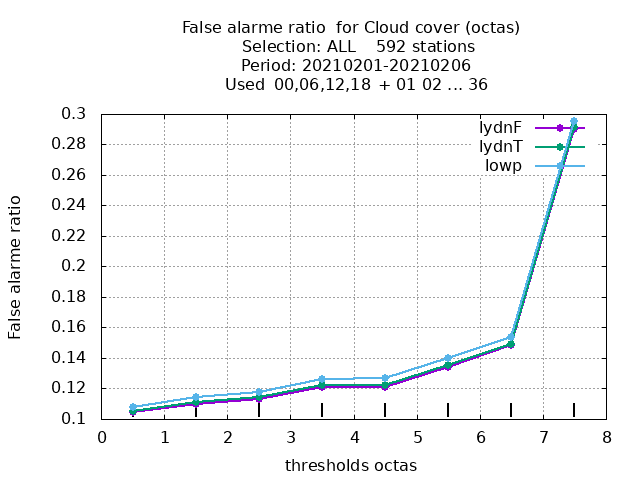 False alarme ratio  for Cloud cover (octas)
Selection: ALL    592 stations
Period: 20210201-20210206
Used  00,06,12,18  + 01 02 ... 36
lydnF
lydnT
lowp
0.3
0.28
0.26
0.24
0.22
0.2
0.18
0.16
0.14
0.12
0.1
False alarme ratio
0 1 2 3 4 5 6 7 8
thresholds octas